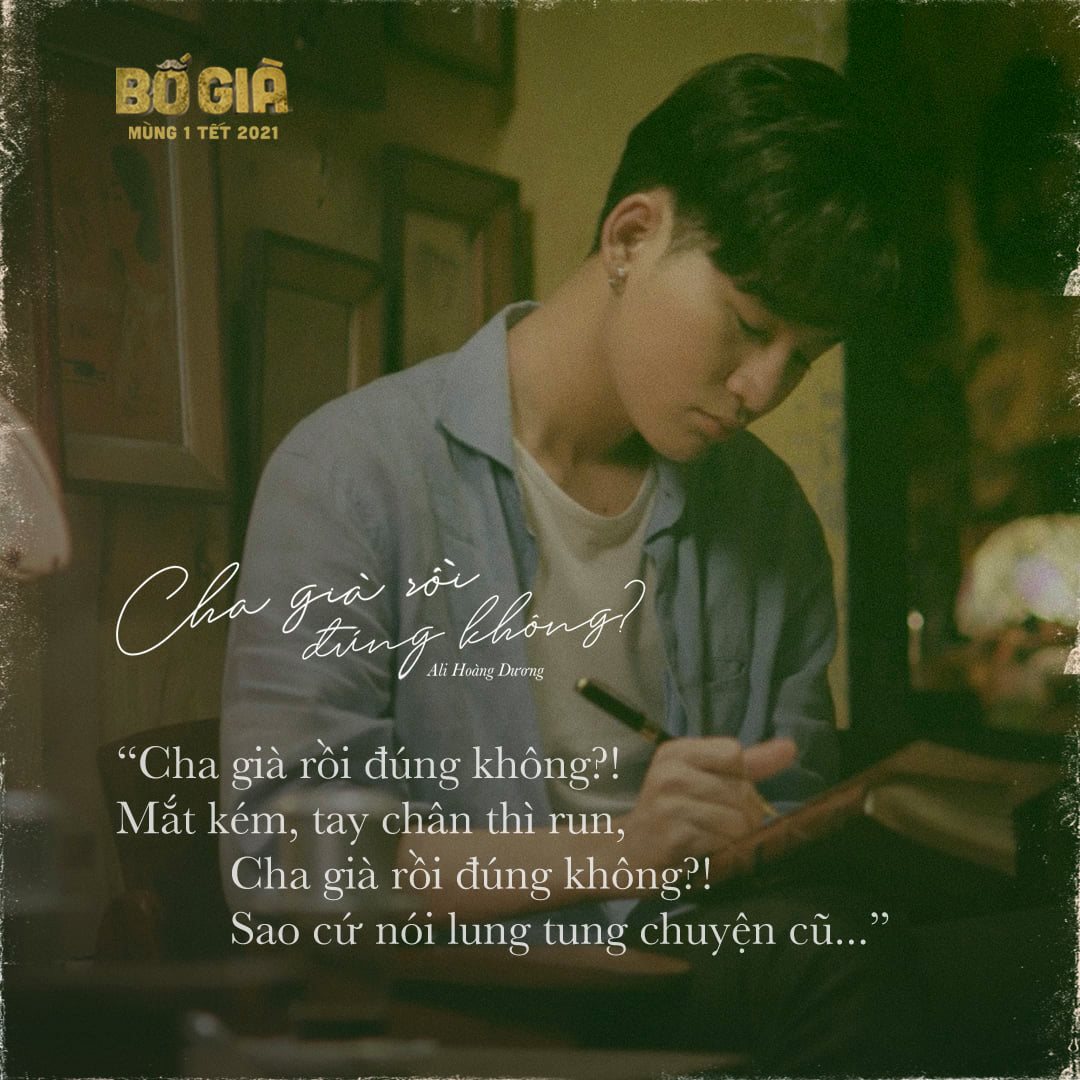 BỐ GIÀ
MÙNG 1 TẾT 2021
Cha già rồi
đúng không?
Ali Hoàng Dương
“Cha già rồi đúng không?!
Mắt kém, tay chân thì run,
Cha già rồi đúng không?!
Sao cứ nói lung tung chuyện cũ...”